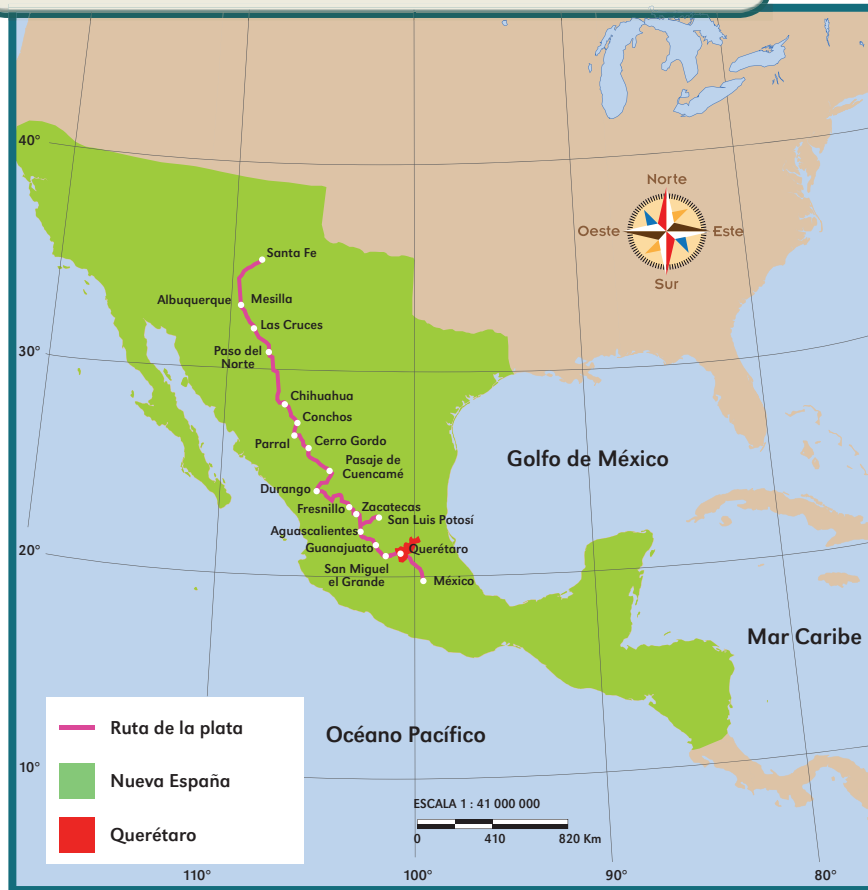 40°
Norte
Oeste
Este
Sur
Santa Fe
Albuquerque
Mesilla
Las Cruces
30°
Paso del
Norte
Chihuahua
Conchos
Parral
Cerro Gordo
Pasaje de
Cuencamé
Golfo de México
Durango
Fresnillo
Zacatecas
San Luis Potosí
Aguascalientes
Guanajuato
Querétaro
20°
San Miguel
el Grande
México
Mar Caribe
Ruta de la plata
Océano Pacífico
10°
Nueva España
ESCALA 1 : 41 000 000
Querétaro
0 410 820 Km
110° 100° 90° 80°